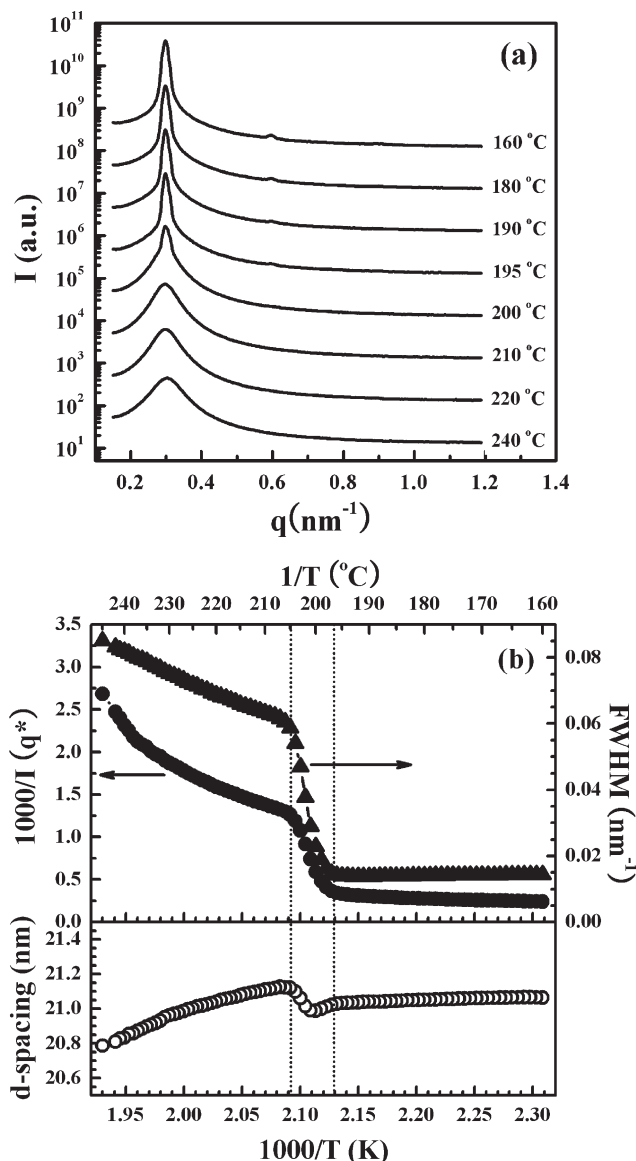 (a)
I (a.u.)
10¹¹
10¹⁰
10⁹
10⁸
10⁷
10⁶
10⁵
10⁴
10³
10²
10¹
160 °C
180 °C
190 °C
195 °C
200 °C
210 °C
220 °C
240 °C
0.2 0.4 0.6 0.8 1.0 1.2 1.4
q(nm⁻¹)
1/T (°C)
240 230 220 210 200 190 180 170 160
(b)
1000/I (q*)
3.5
3.0
2.5
2.0
1.5
1.0
0.5
0.0
FWHM (nm⁻¹)
0.08
0.06
0.04
0.02
0.00
d-spacing (nm)
21.4
21.2
21.0
20.8
20.6
1.95 2.00 2.05 2.10 2.15 2.20 2.25 2.30
1000/T (K)